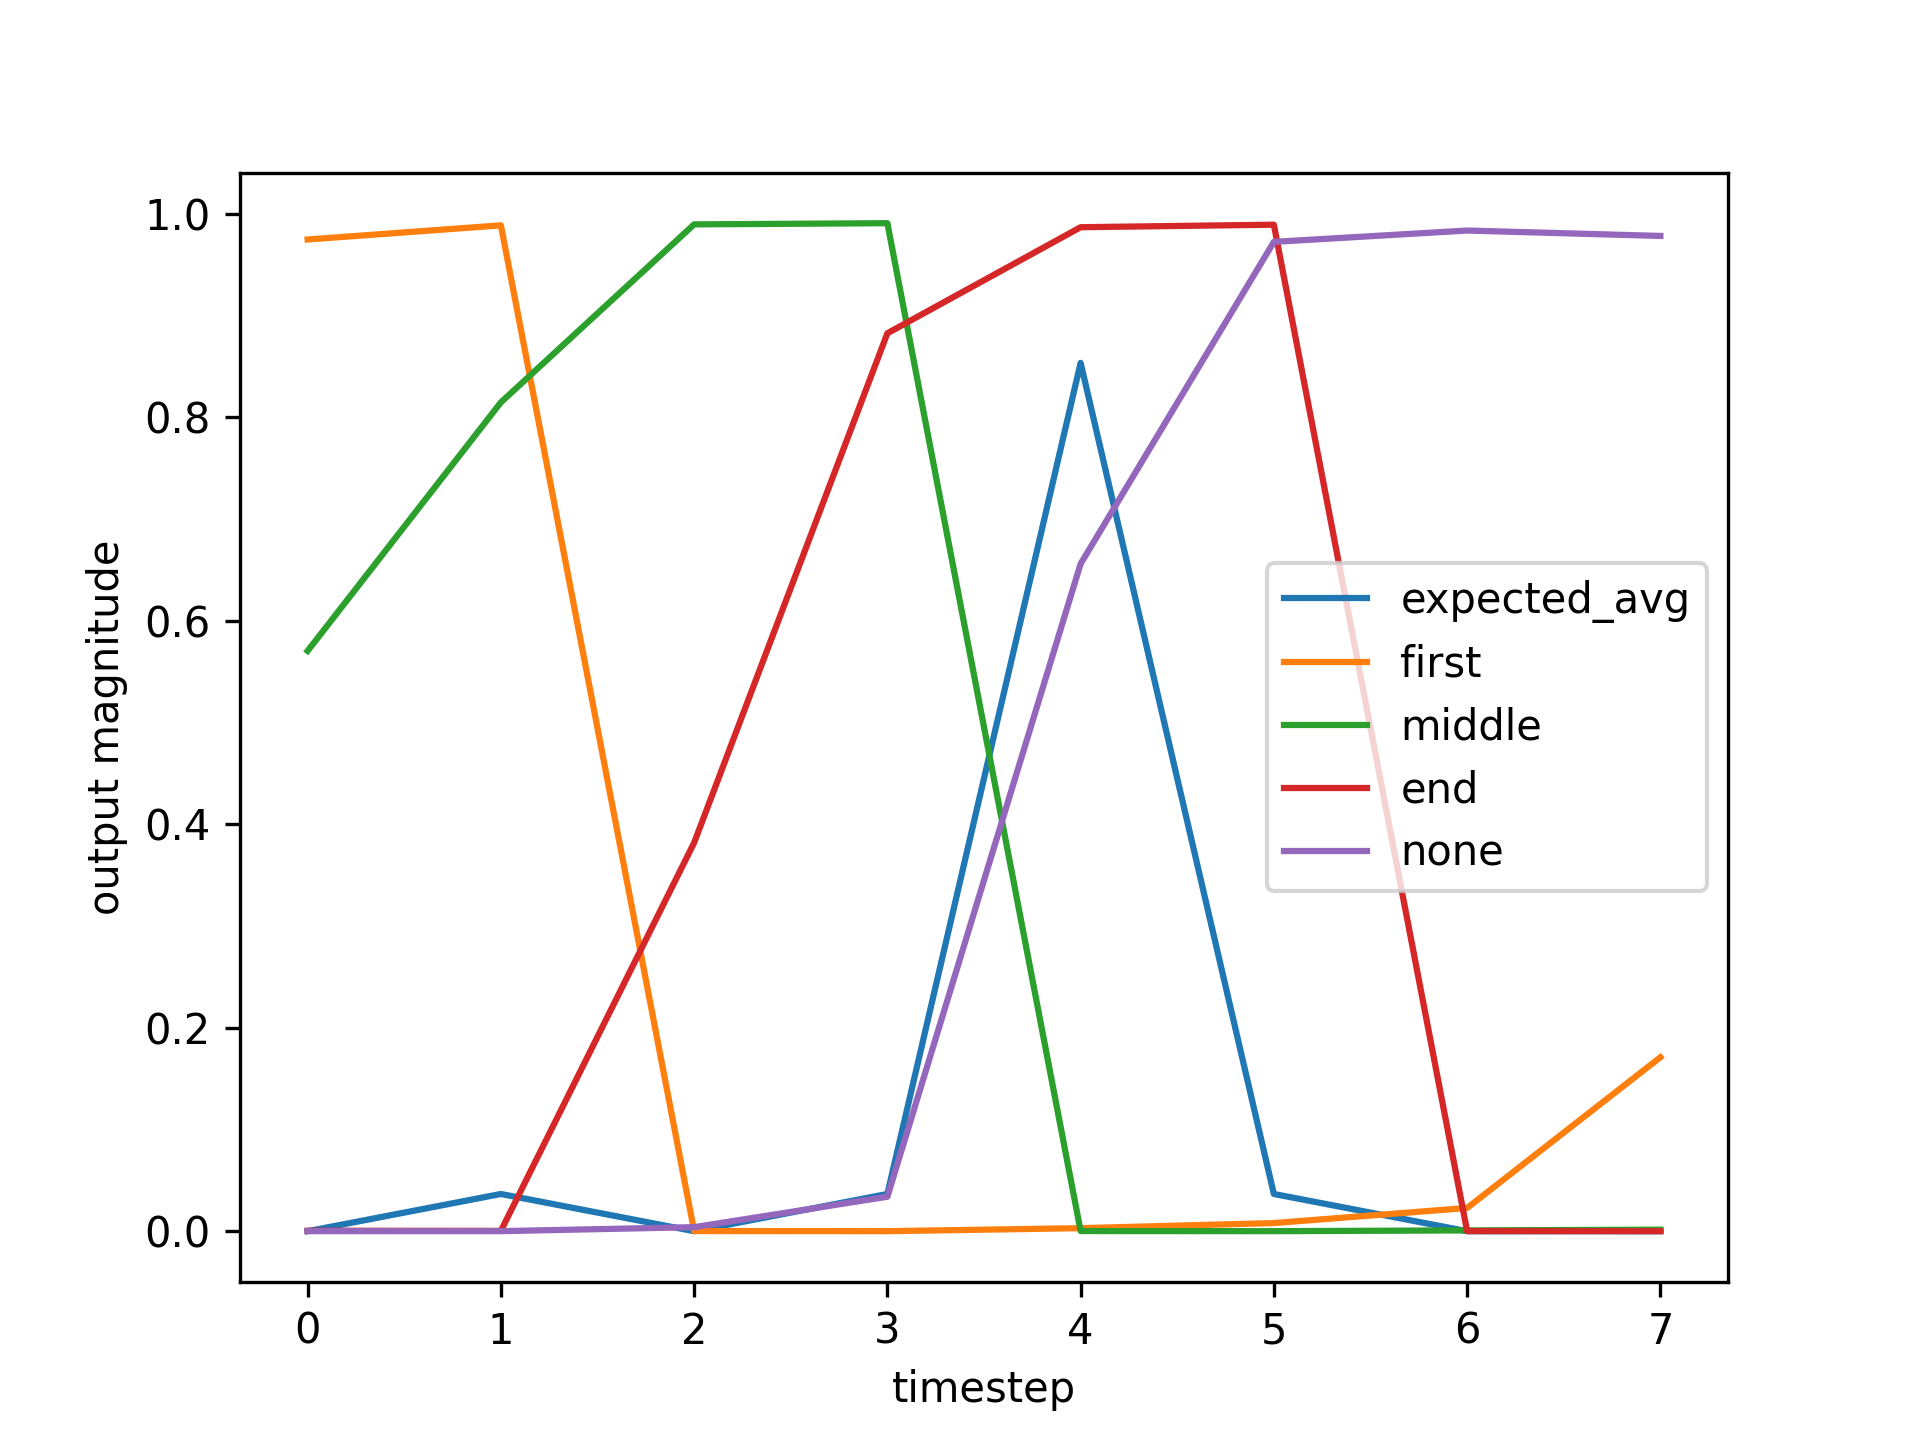 1.0
0.8
0.6
0.4
0.2
0.0
output magnitude
0 1 2 3 4 5 6 7
timestep
expected_avg
first
middle
end
none